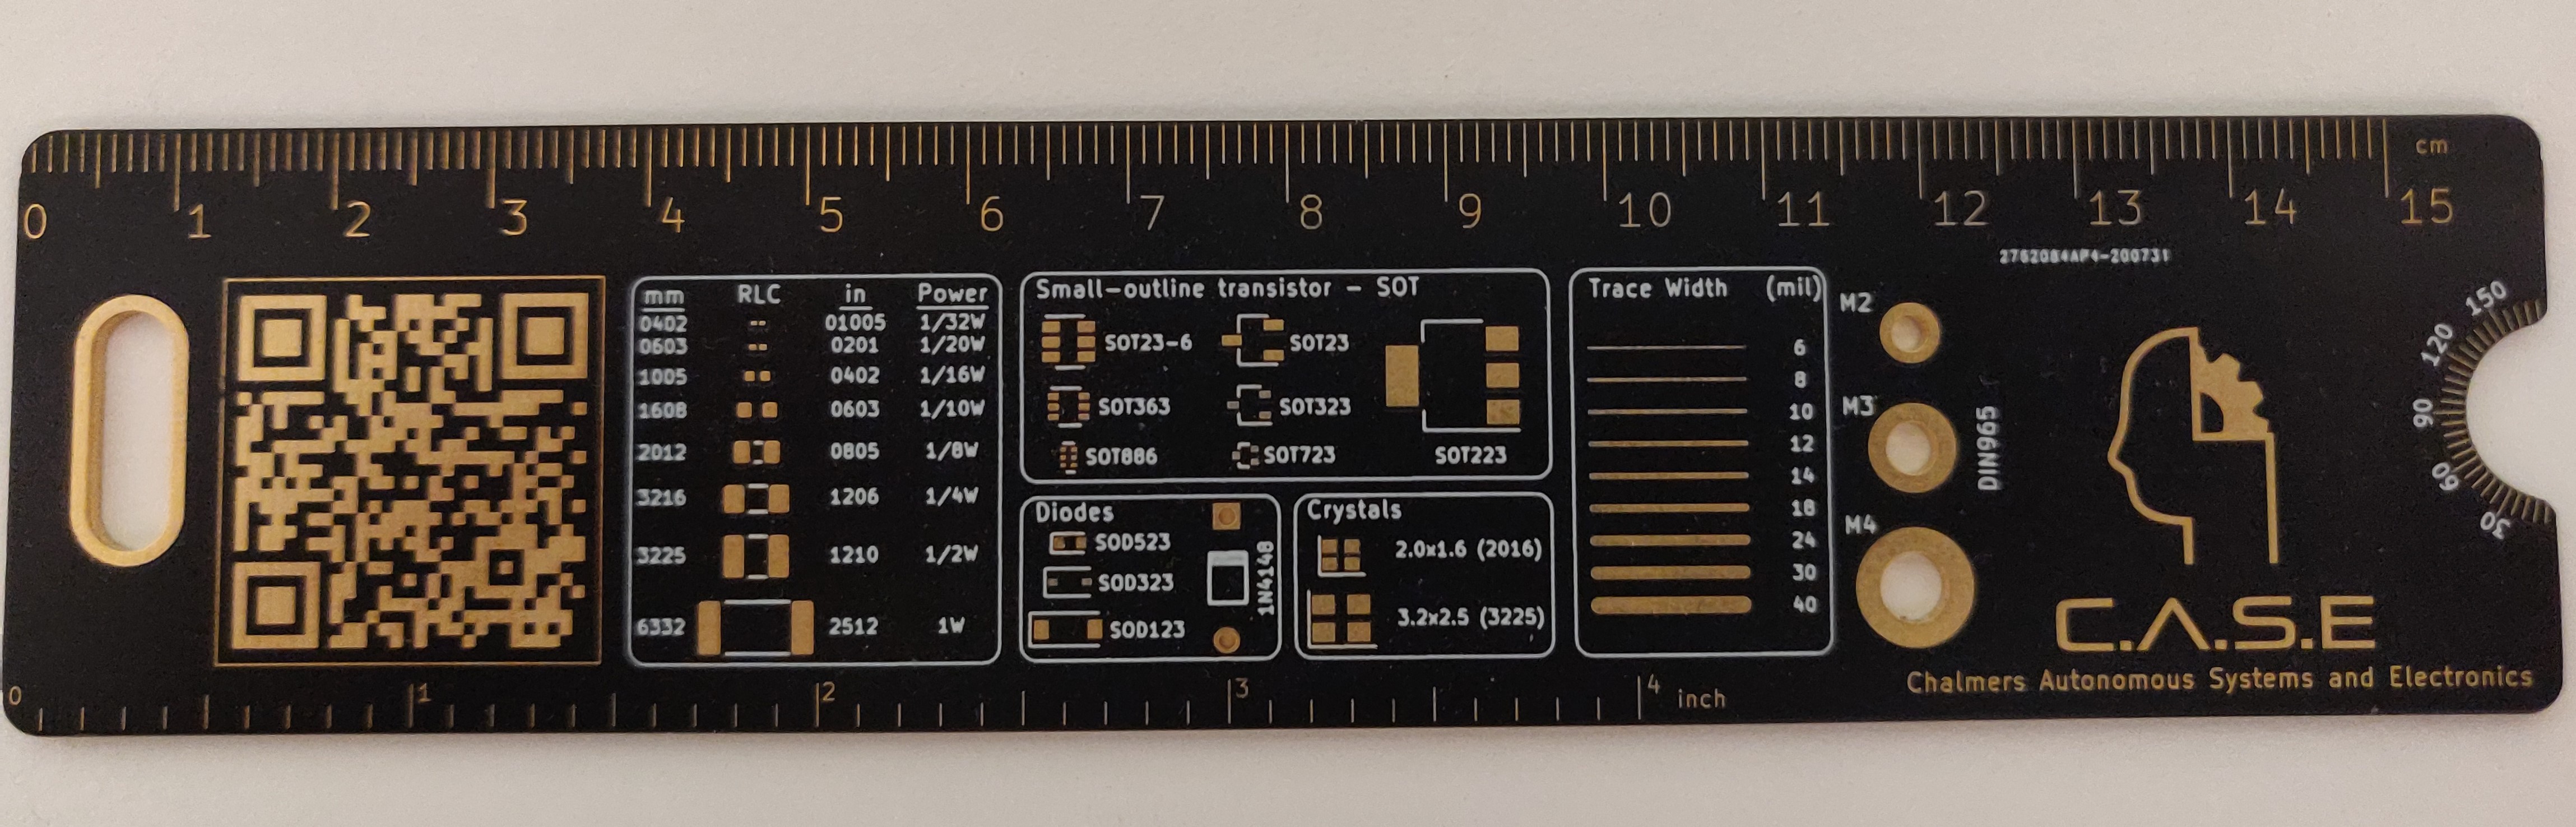 cm
0 1 2 3 4 5 6 7 8 9 10 11 12 13 14 15
2762084AP4-200731
mm RLC in Power
0402 01005 1/32W
0603 0201 1/20W
1005 0402 1/16W
1608 0603 1/10W
2012 0805 1/8W
3216 1206 1/4W
3225 1210 1/2W
6332 2512 1W
Small-outline transistor - SOT
SOT23-6 SOT23
SOT363 SOT323
SOT886 SOT723 SOT223
Diodes
SOD523
SOD323
SOD123
1N4148
Crystals
2.0x1.6 (2016)
3.2x2.5 (3225)
Trace Width (mil)
6
8
10
12
14
18
24
30
40
M2
M3
M4
DIN965
150
120
90
60
30
C.A.S.E
Chalmers Autonomous Systems and Electronics
0 1 2 3 4 inch